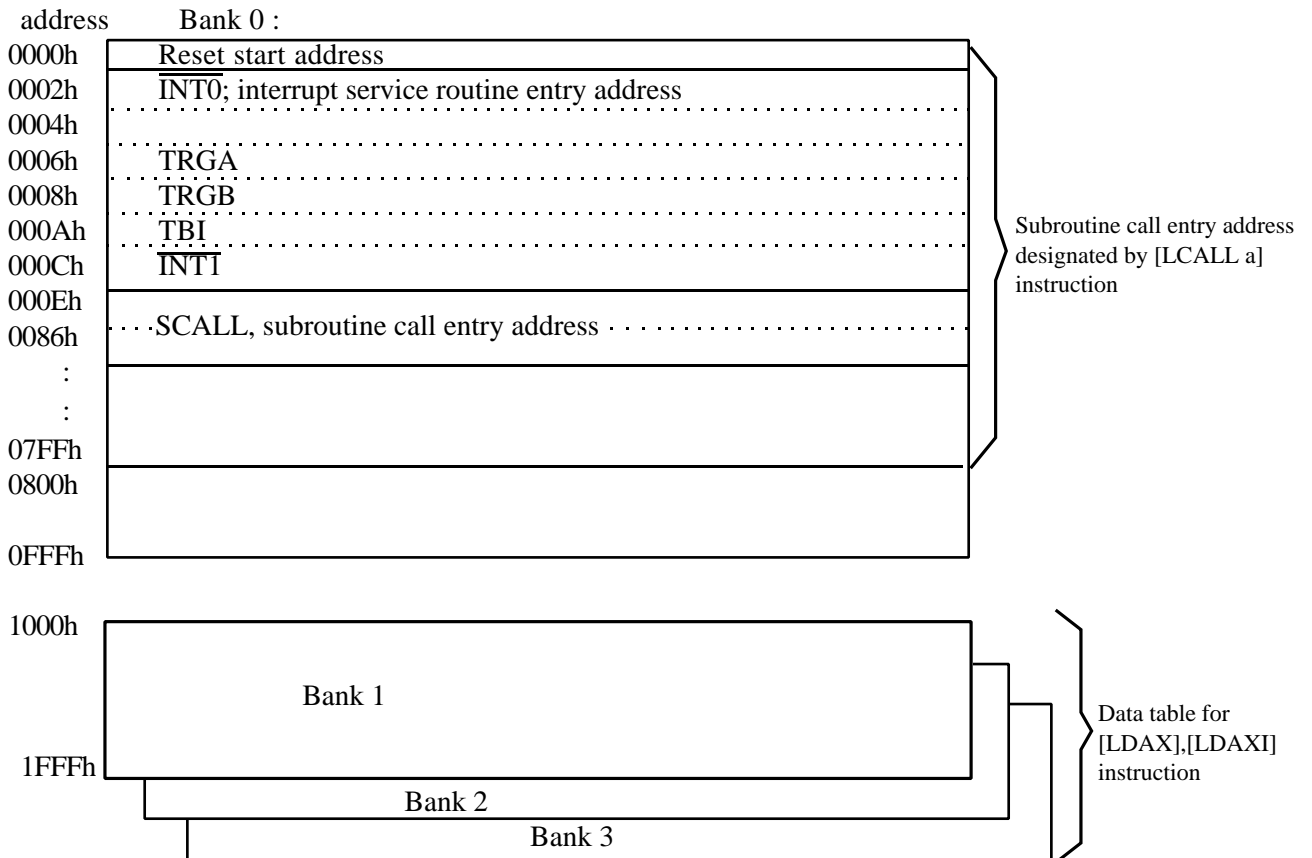 address Bank 0 :
0000h Reset start address
0002h INT0; interrupt service routine entry address
0004h
0006h TRGA
0008h TRGB
000Ah TBI
000Ch INT1
000Eh
0086h SCALL, subroutine call entry address
:
:
07FFh
0800h
0FFFh
Subroutine call entry address
designated by [LCALL a]
instruction
1000h
Bank 1
1FFFh
Bank 2
Bank 3
Data table for
[LDAX],[LDAXI]
instruction